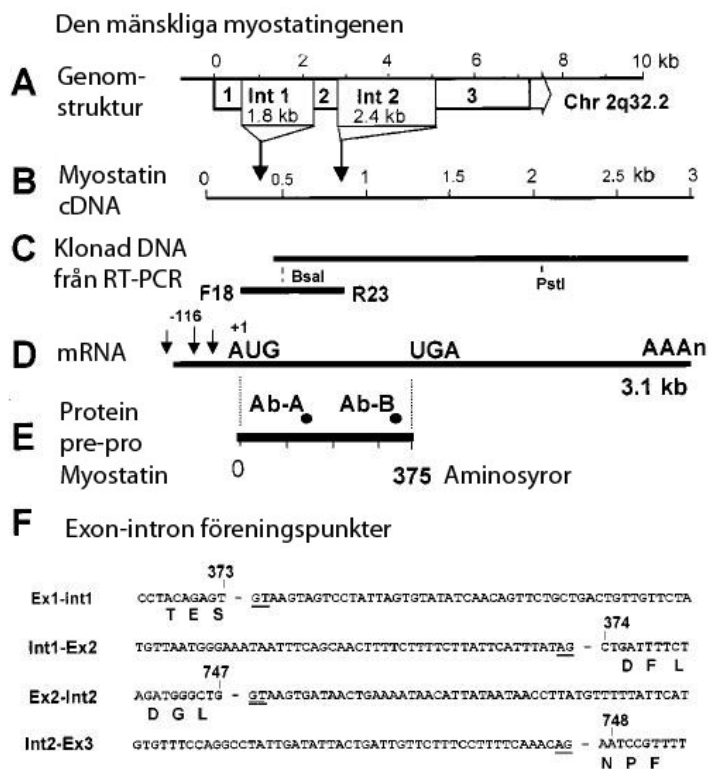 Den mänskliga myostatingenen
0 2 4 6 8 10 kb
A Genom-
struktur
1 Int 1 2 Int 2 3 Chr 2q32.2
1.8 kb 2.4 kb
B Myostatin
cDNA
0 0.5 1 1.5 2 2.5 kb 3
C Klonad DNA
från RT-PCR
BsaI PstI
F18 R23
-116 +1
D mRNA AUG UGA AAAn
3.1 kb
E Protein
pre-pro
Myostatin
Ab-A Ab-B
0 375 Aminosyror
F Exon-intron föreningspunkter
373
Ex1-int1 CCTACAGAGT - GTAAGTAGTCCTATTAGTGTATATCAACAGTTCTGCTGACTGTTGTTCTA
T E S
374
Int1-Ex2 TGTTAATGGGAAATAATTTCAGCAACTTTTCTTTTCTTATTCATTTATAG - CTGATTTTCT
D F L
747
Ex2-Int2 AGATGGGCTG - GTAAGTGATAACTGAAAATAACATTATAATAACCTTATGTTTTTATTCAT
D G L
748
Int2-Ex3 GTGTTTCCAGGCCTATTGATATTACTGATTGTTCTTTCCTTTTCAAACAG - AATCCGTTTT
N P F